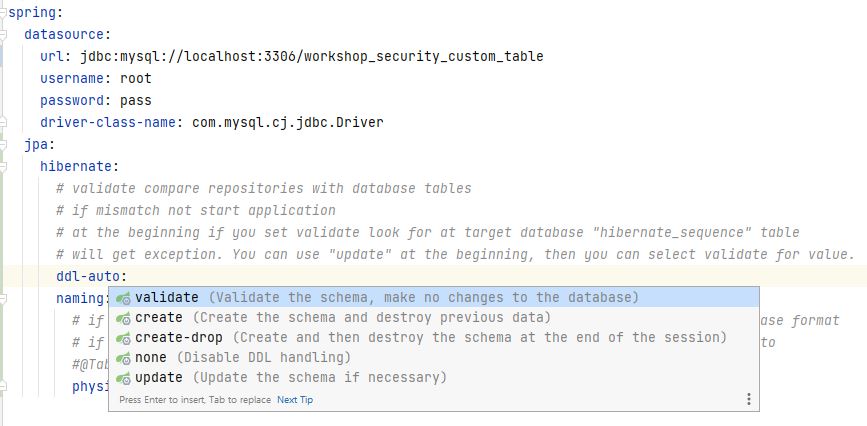 spring:
datasource:
url: jdbc:mysql://localhost:3306/workshop_security_custom_table
username: root
password: pass
driver-class-name: com.mysql.cj.jdbc.Driver
jpa:
hibernate:
# validate compare repositories with database tables
# if mismatch not start application
# at the beginning if you set validate look for at target database "hibernate_sequence" table
# will get exception. You can use "update" at the beginning, then you can select validate for value.
ddl-auto:
naming:
validate (Validate the schema, make no changes to the database)
# if
create (Create the schema and destroy previous data)
ase format
# if
create-drop (Create and then destroy the schema at the end of the session)
to
#@Tab
none (Disable DDL handling)
physi
update (Update the schema if necessary)
Press Enter to insert, Tab to replace Next Tip